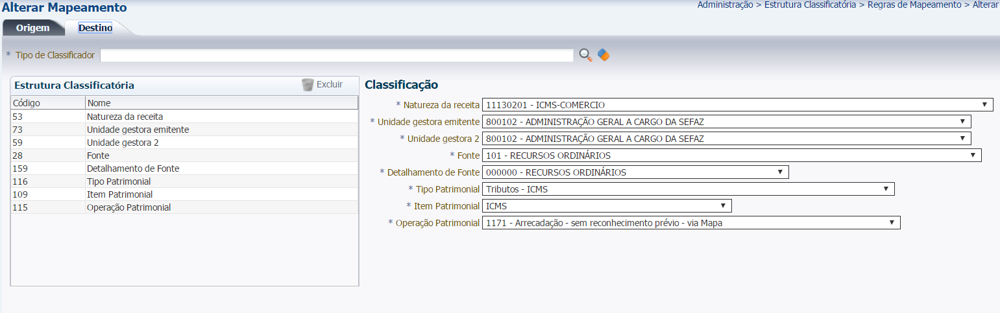 Alterar Mapeamento
Administração > Estrutura Classificatória > Regras de Mapeamento > Alterar
Origem
Destino
* Tipo de Classificador
Estrutura Classificatória
Excluir
Código Nome
53 Natureza da receita
73 Unidade gestora emitente
59 Unidade gestora 2
28 Fonte
159 Detalhamento de Fonte
116 Tipo Patrimonial
109 Item Patrimonial
115 Operação Patrimonial
Classificação
* Natureza da receita 11130201 - ICMS-COMERCIO
* Unidade gestora emitente 800102 - ADMINISTRAÇÃO GERAL A CARGO DA SEFAZ
* Unidade gestora 2 800102 - ADMINISTRAÇÃO GERAL A CARGO DA SEFAZ
* Fonte 101 - RECURSOS ORDINÁRIOS
* Detalhamento de Fonte 000000 - RECURSOS ORDINÁRIOS
* Tipo Patrimonial Tributos - ICMS
* Item Patrimonial ICMS
* Operação Patrimonial 1171 - Arrecadação - sem reconhecimento prévio - via Mapa